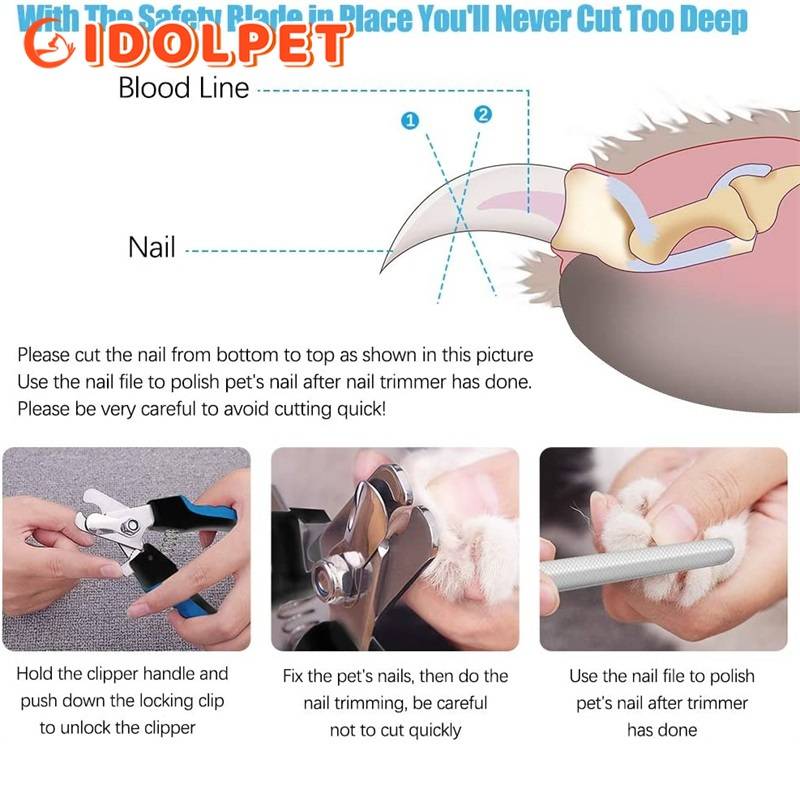 With The Safety Blade in Place You'll Never Cut Too Deep
IDOLPET
Blood Line
1
2
Nail
Please cut the nail from bottom to top as shown in this picture
Use the nail file to polish pet's nail after nail trimmer has done.
Please be very careful to avoid cutting quick!
Hold the clipper handle and
push down the locking clip
to unlock the clipper
Fix the pet's nails, then do the
nail trimming, be careful
not to cut quickly
Use the nail file to polish
pet's nail after trimmer
has done